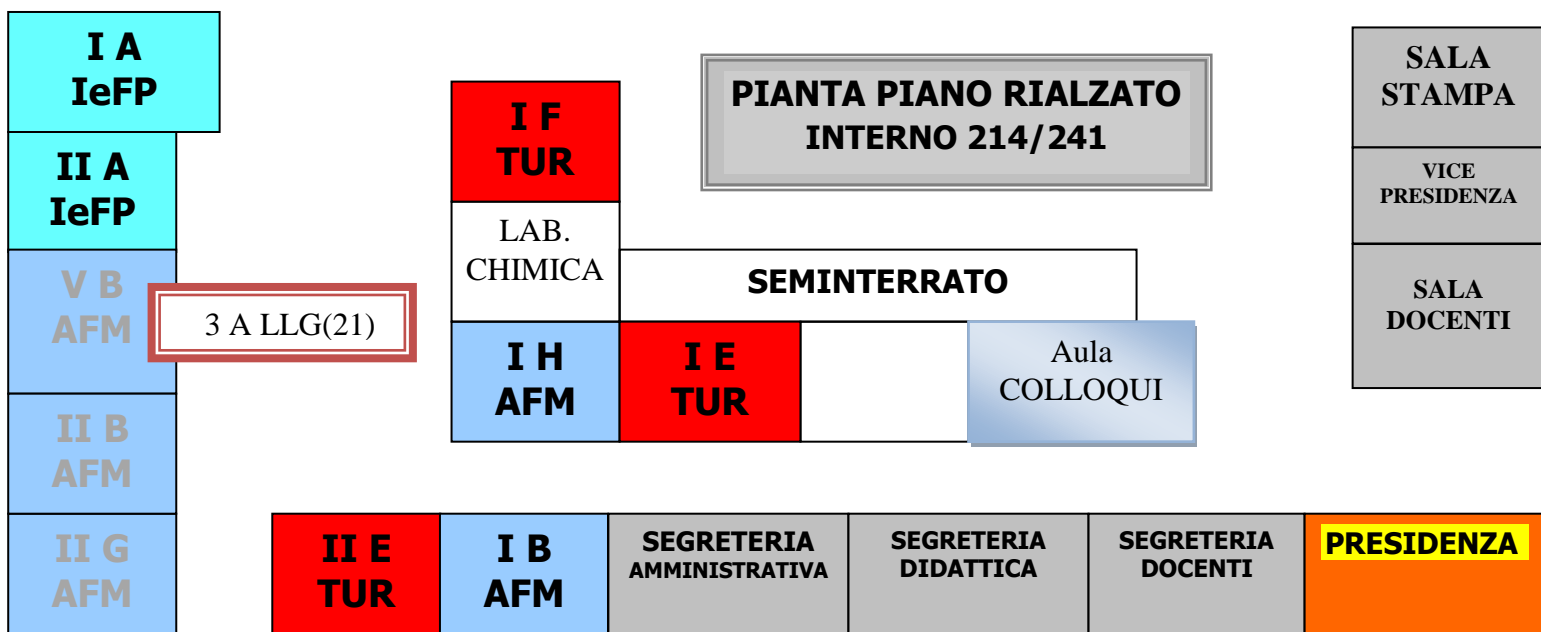 I A
IeFP
II A
IeFP
V B
AFM
3 A LLG(21)
II B
AFM
II G
AFM
I F
TUR
LAB.
CHIMICA
I H
AFM
SEMINTERRATO
I E
TUR
Aula
COLLOQUI
PIANTA PIANO RIALZATO
INTERNO 214/241
SALA
STAMPA
VICE
PRESIDENZA
SALA
DOCENTI
II E
TUR
I B
AFM
SEGRETERIA
AMMINISTRATIVA
SEGRETERIA
DIDATTICA
SEGRETERIA
DOCENTI
PRESIDENZA